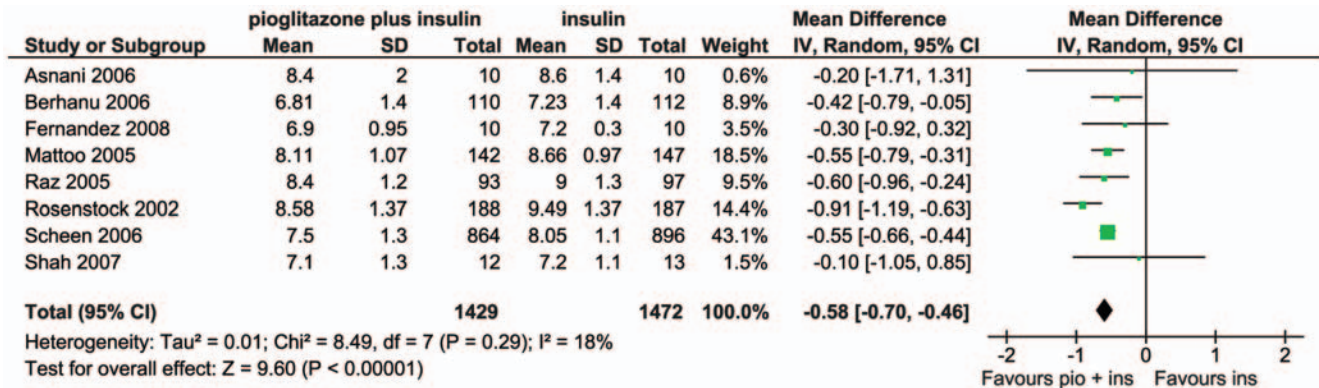 pioglitazone plus insulin insulin Mean Difference Mean Difference
Study or Subgroup Mean SD Total Mean SD Total Weight IV, Random, 95% CI IV, Random, 95% CI
Asnani 2006 8.4 2 10 8.6 1.4 10 0.6% -0.20 [-1.71, 1.31]
Berhanu 2006 6.81 1.4 110 7.23 1.4 112 8.9% -0.42 [-0.79, -0.05]
Fernandez 2008 6.9 0.95 10 7.2 0.3 10 3.5% -0.30 [-0.92, 0.32]
Mattoo 2005 8.11 1.07 142 8.66 0.97 147 18.5% -0.55 [-0.79, -0.31]
Raz 2005 8.4 1.2 93 9 1.3 97 9.5% -0.60 [-0.96, -0.24]
Rosenstock 2002 8.58 1.37 188 9.49 1.37 187 14.4% -0.91 [-1.19, -0.63]
Scheen 2006 7.5 1.3 864 8.05 1.1 896 43.1% -0.55 [-0.66, -0.44]
Shah 2007 7.1 1.3 12 7.2 1.1 13 1.5% -0.10 [-1.05, 0.85]
Total (95% CI) 1429 1472 100.0% -0.58 [-0.70, -0.46]
Heterogeneity: Tau² = 0.01; Chi² = 8.49, df = 7 (P = 0.29); I² = 18%
Test for overall effect: Z = 9.60 (P < 0.00001)
-2 -1 0 1 2
Favours pio + ins Favours ins